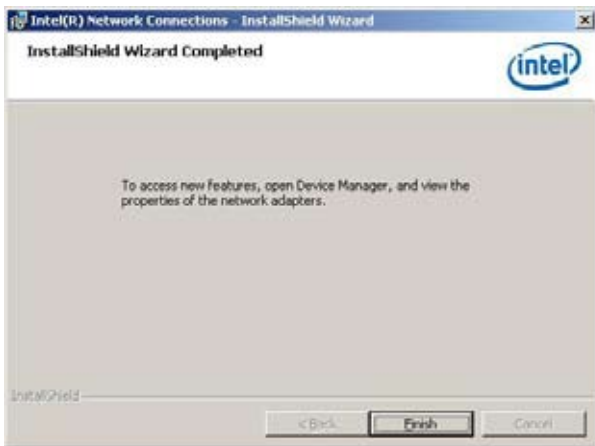 Intel(R) Network Connections - InstallShield Wizard
InstallShield Wizard Completed
intel
To access new features, open Device Manager, and view the
properties of the network adapters.
InstallShield
< Back
Finish
Cancel